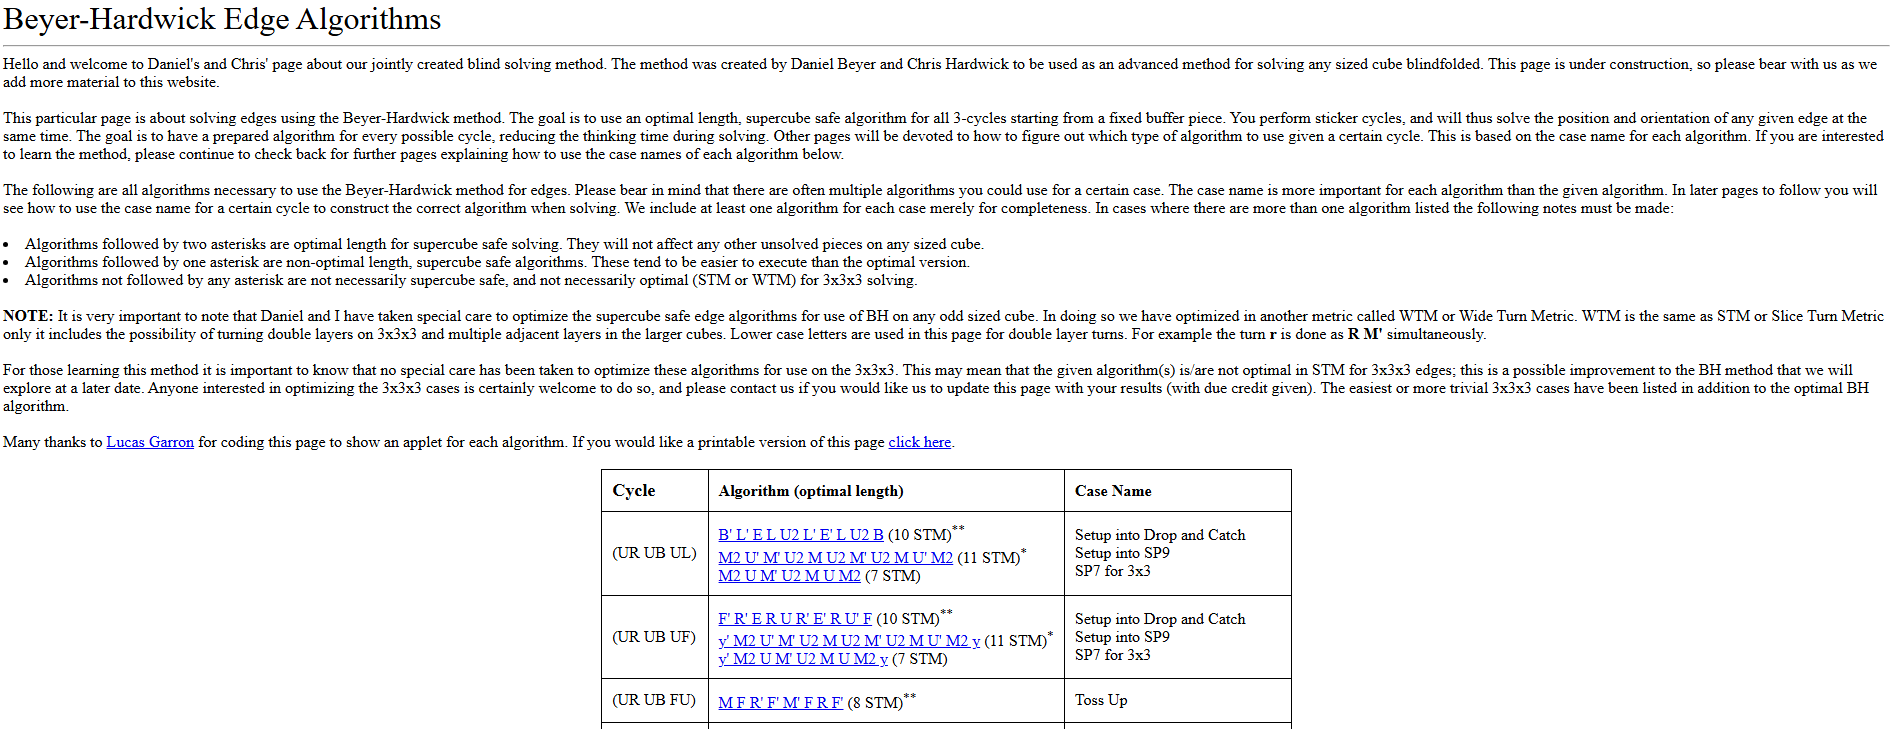 Beyer-Hardwick Edge Algorithms
Hello and welcome to Daniel's and Chris' page about our jointly created blind solving method. The method was created by Daniel Beyer and Chris Hardwick to be used as an advanced method for solving any sized cube blindfolded. This page is under construction, so please bear with us as we
add more material to this website.
This particular page is about solving edges using the Beyer-Hardwick method. The goal is to use an optimal length, supercube safe algorithm for all 3-cycles starting from a fixed buffer piece. You perform sticker cycles, and will thus solve the position and orientation of any given edge at the
same time. The goal is to have a prepared algorithm for every possible cycle, reducing the thinking time during solving. Other pages will be devoted to how to figure out which type of algorithm to use given a certain cycle. This is based on the case name for each algorithm. If you are interested
to learn the method, please continue to check back for further pages explaining how to use the case names of each algorithm below.
The following are all algorithms necessary to use the Beyer-Hardwick method for edges. Please bear in mind that there are often multiple algorithms you could use for a certain case. The case name is more important for each algorithm than the given algorithm. In later pages to follow you will
see how to use the case name for a certain cycle to construct the correct algorithm when solving. We include at least one algorithm for each case merely for completeness. In cases where there are more than one algorithm listed the following notes must be made:
• Algorithms followed by two asterisks are optimal length for supercube safe solving. They will not affect any other unsolved pieces on any sized cube.
• Algorithms followed by one asterisk are non-optimal length, supercube safe algorithms. These tend to be easier to execute than the optimal version.
• Algorithms not followed by any asterisk are not necessarily supercube safe, and not necessarily optimal (STM or WTM) for 3x3x3 solving.
NOTE: It is very important to note that Daniel and I have taken special care to optimize the supercube safe edge algorithms for use of BH on any odd sized cube. In doing so we have optimized in another metric called WTM or Wide Turn Metric. WTM is the same as STM or Slice Turn Metric
only it includes the possibility of turning double layers on 3x3x3 and multiple adjacent layers in the larger cubes. Lower case letters are used in this page for double layer turns. For example the turn r is done as R M' simultaneously.
For those learning this method it is important to know that no special care has been taken to optimize these algorithms for use on the 3x3x3. This may mean that the given algorithm(s) is/are not optimal in STM for 3x3x3 edges; this is a possible improvement to the BH method that we will
explore at a later date. Anyone interested in optimizing the 3x3x3 cases is certainly welcome to do so, and please contact us if you would like us to update this page with your results (with due credit given). The easiest or more trivial 3x3x3 cases have been listed in addition to the optimal BH
algorithm.
Many thanks to Lucas Garron for coding this page to show an applet for each algorithm. If you would like a printable version of this page click here.
Cycle Algorithm (optimal length) Case Name
(UR UB UL)
B' L' E L U2 L' E' L U2 B (10 STM)**
M2 U' M' U2 M U2 M' U2 M U' M2 (11 STM)*
M2 U M' U2 M U M2 (7 STM)
Setup into Drop and Catch
Setup into SP9
SP7 for 3x3
(UR UB UF)
F' R' E R U R' E' R U' F (10 STM)**
y' M2 U' M' U2 M U2 M' U2 M U' M2 y (11 STM)*
y' M2 U M' U2 M U M2 y (7 STM)
Setup into Drop and Catch
Setup into SP9
SP7 for 3x3
(UR UB FU) M F R' F' M' F R F' (8 STM)** Toss Up